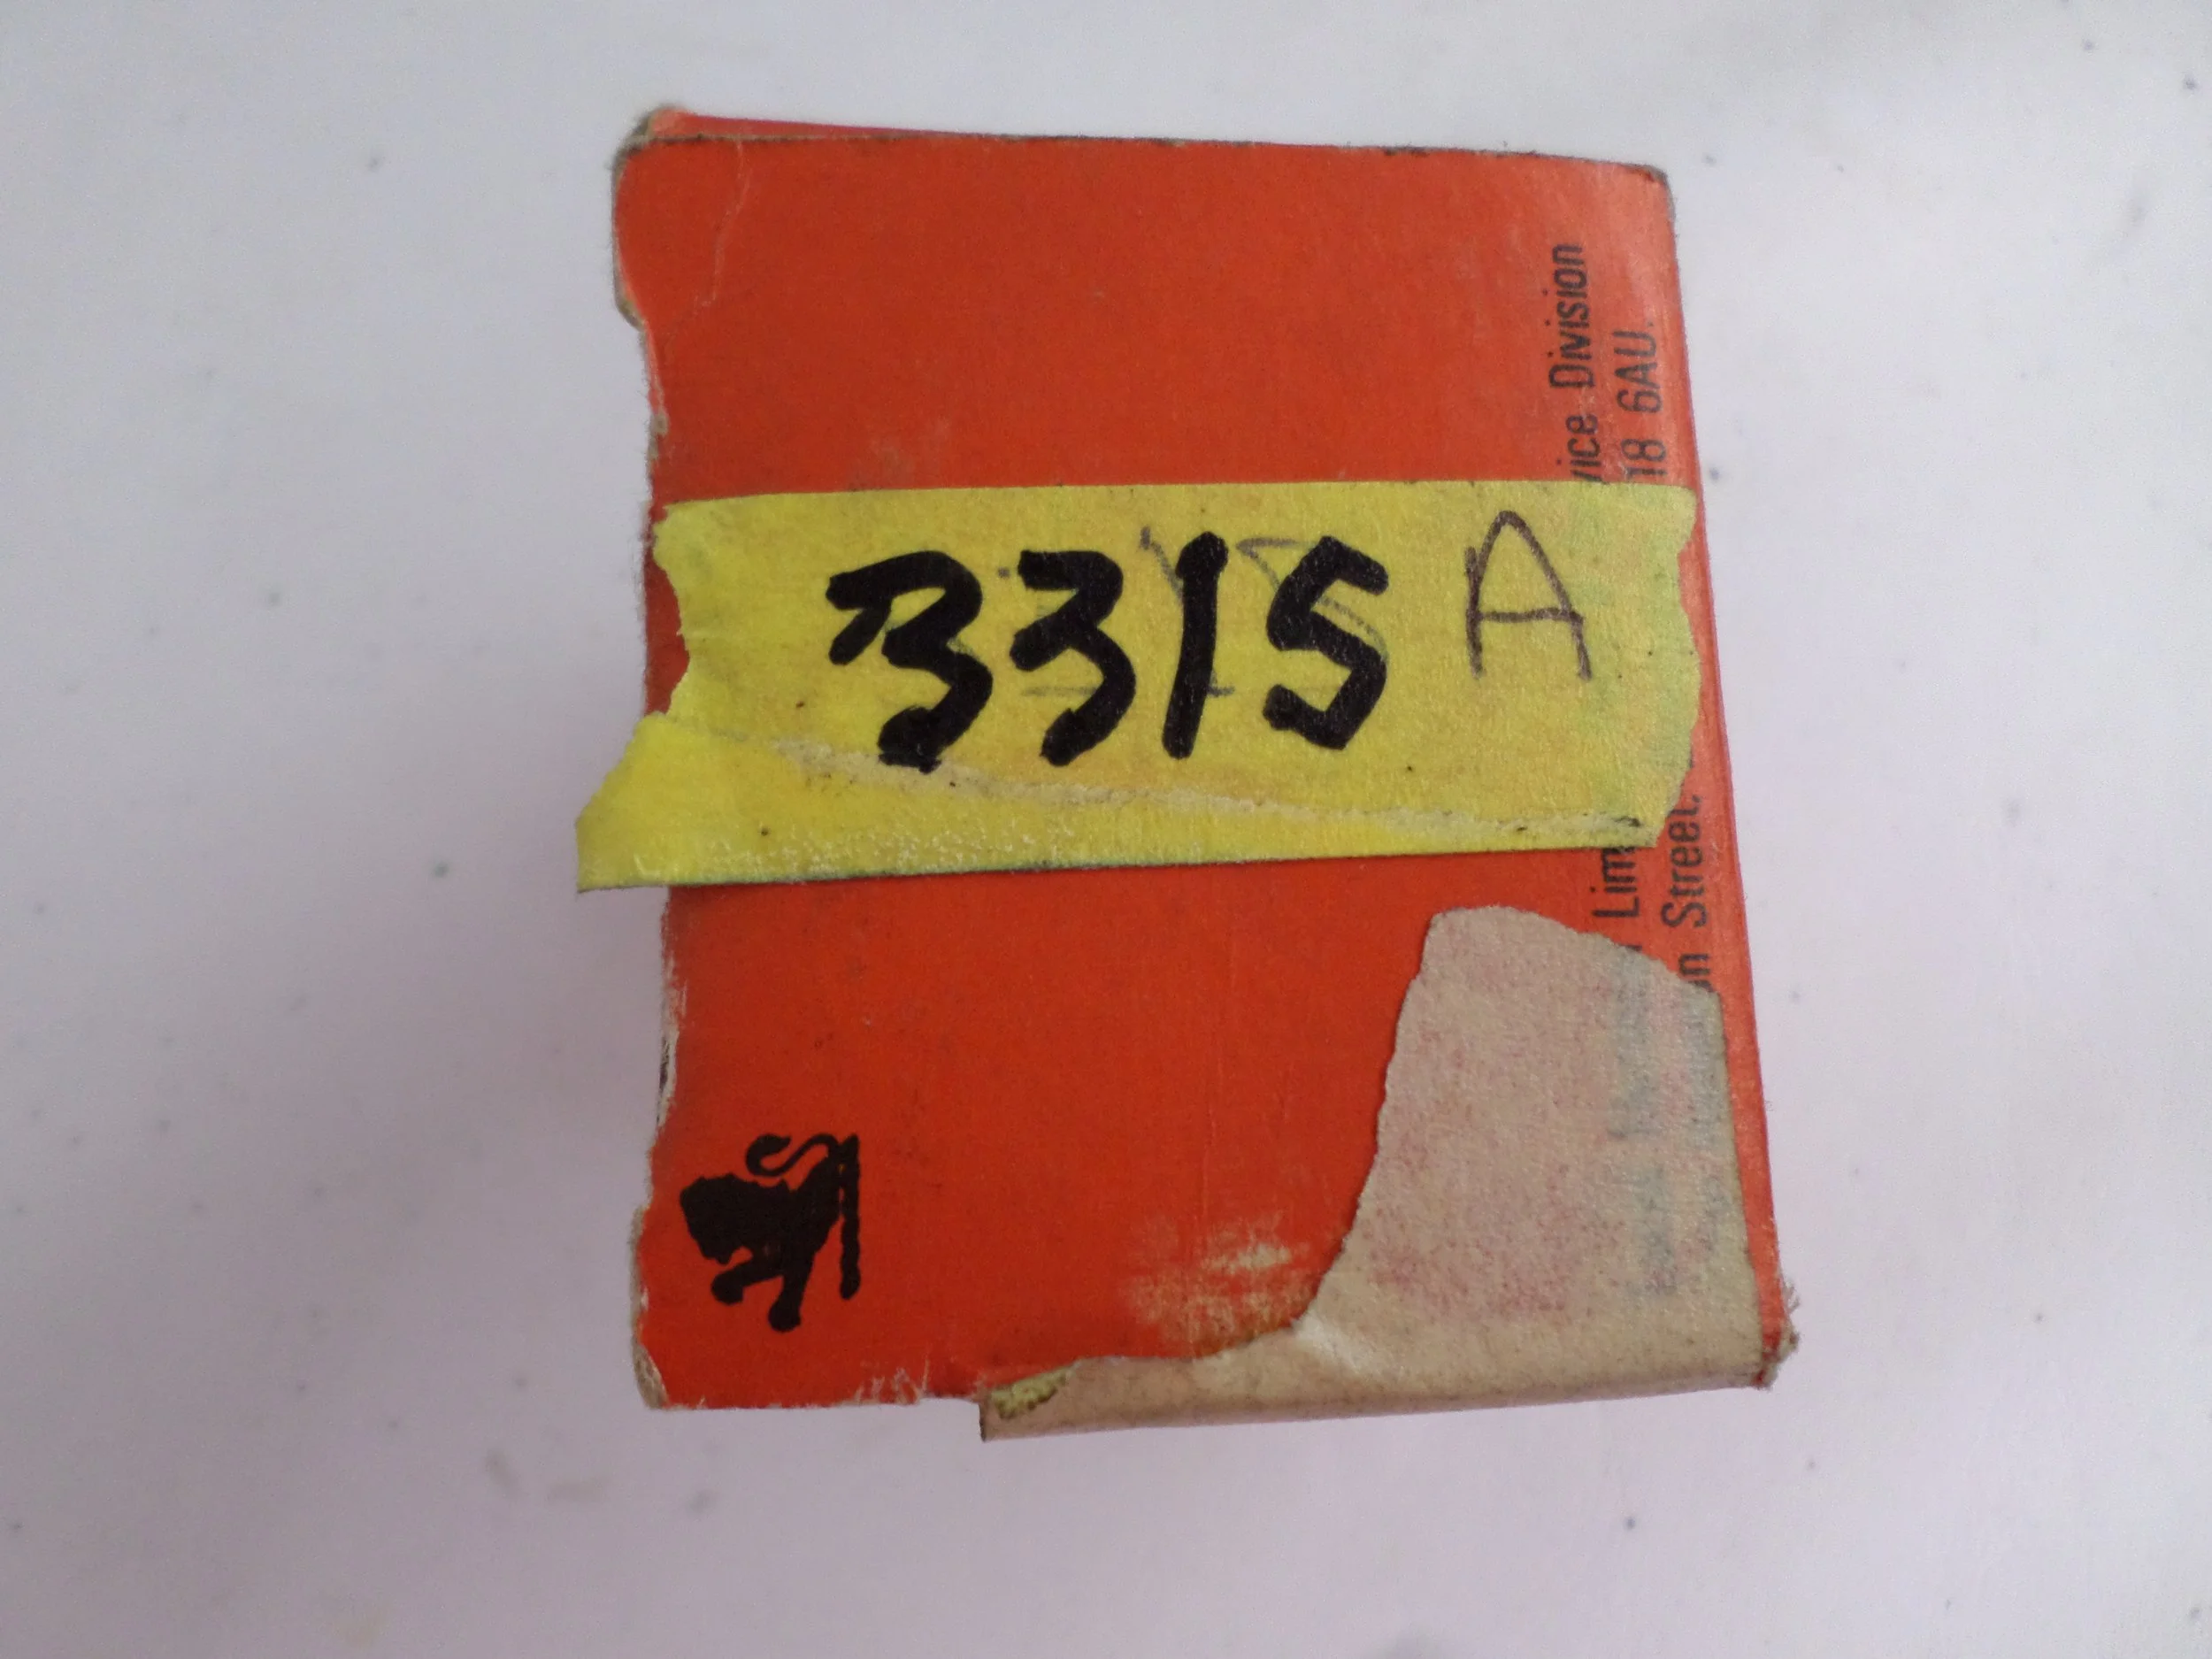 3315 A
vice Division
18 6AU.
Lim
n Street.